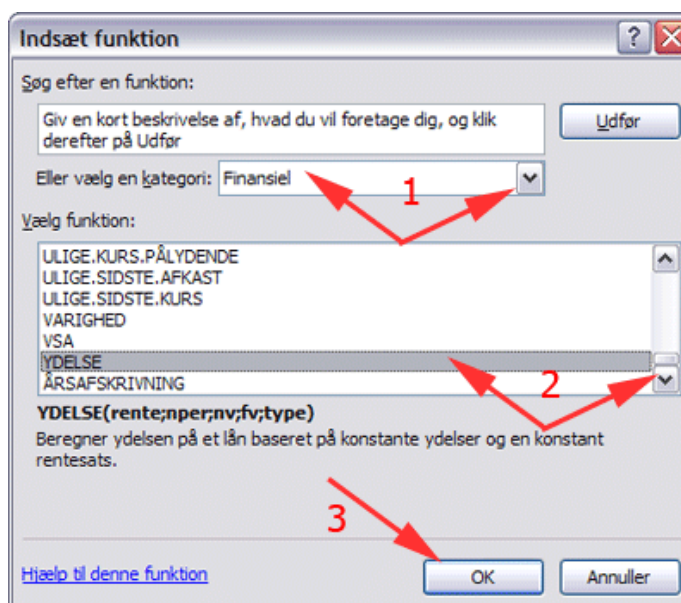 Indsæt funktion
Søg efter en funktion:
Giv en kort beskrivelse af, hvad du vil foretage dig, og klik
derefter på Udfør
Udfør
Eller vælg en kategori: Finansiel
1
Vælg funktion:
ULIGE.KURS.PÅLYDENDE
ULIGE.SIDSTE.AFKAST
ULIGE.SIDSTE.KURS
VARIGHED
VSA
YDELSE
2
ÅRSAFSKRIVNING
YDELSE(rente;nper;nv;fv;type)
Beregner ydelsen på et lån baseret på konstante ydelser og en konstant
rentesats.
3
Hjælp til denne funktion
OK
Annuller